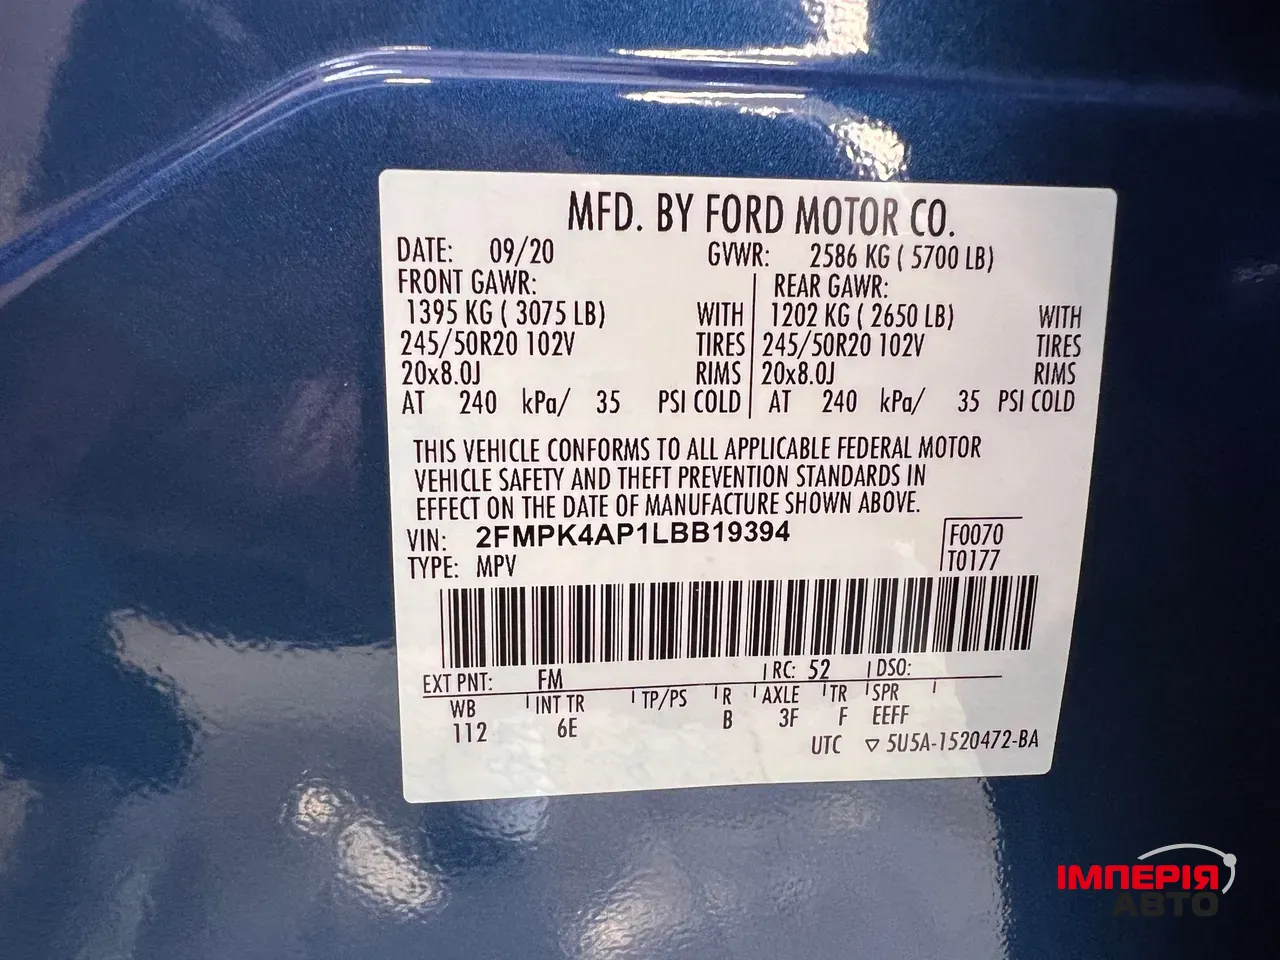 MFD. BY FORD MOTOR CO.
DATE: 09/20 GVWR: 2586 KG ( 5700 LB)
FRONT GAWR: REAR GAWR:
1395 KG ( 3075 LB) WITH 1202 KG ( 2650 LB) WITH
245/50R20 102V TIRES 245/50R20 102V TIRES
20x8.0J RIMS 20x8.0J RIMS
AT 240 kPa/ 35 PSI COLD AT 240 kPa/ 35 PSI COLD
THIS VEHICLE CONFORMS TO ALL APPLICABLE FEDERAL MOTOR
VEHICLE SAFETY AND THEFT PREVENTION STANDARDS IN
EFFECT ON THE DATE OF MANUFACTURE SHOWN ABOVE.
VIN: 2FMPK4AP1LBB19394 F0070
TYPE: MPV T0177
EXT PNT: FM RC: 52 DSO:
WB INT TR TP/PS R AXLE TR SPR
112 6E B 3F F EEFF
UTC ▽ 5U5A-1520472-BA
ІМПЕРІЯ
АВТО